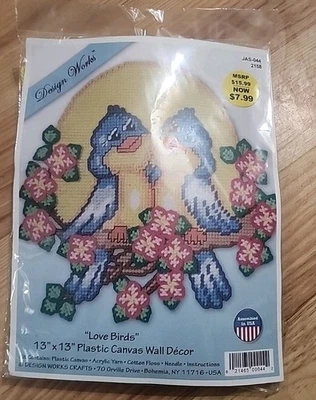 Design Works™
JAS-044
2158
MSRP
$15.99
NOW
$7.99
"Love Birds"
13" x 13" Plastic Canvas Wall Décor
Contains: Plastic Canvas • Acrylic Yarn • Cotton Floss • Needle • Instructions
© DESIGN WORKS CRAFTS • 70 Orville Drive • Bohemia, NY 11716 • USA
Assembled
in USA